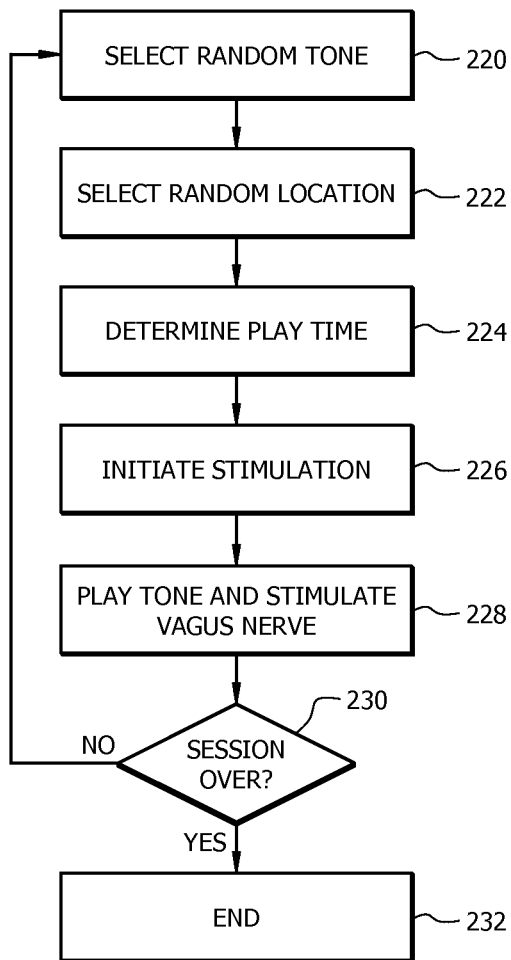 SELECT RANDOM TONE
220
SELECT RANDOM LOCATION
222
DETERMINE PLAY TIME
224
INITIATE STIMULATION
226
PLAY TONE AND STIMULATE
VAGUS NERVE
228
230
SESSION
OVER?
NO
YES
END
232